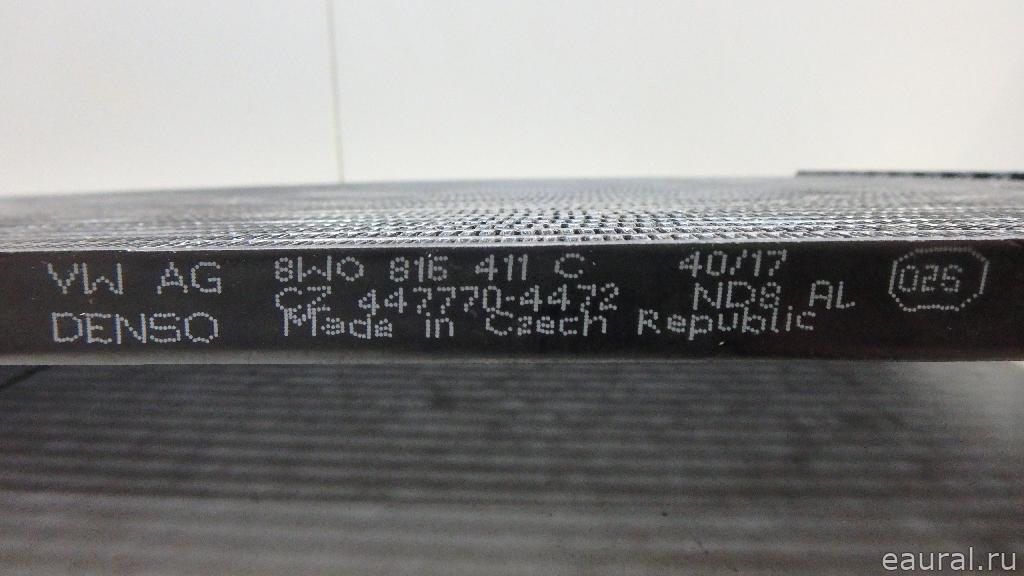 VW AG 8W0 816 411 C 40/17 025
CZ 447770-4472 ND8 AL
DENSO Made in Czech Republic
eaural.ru